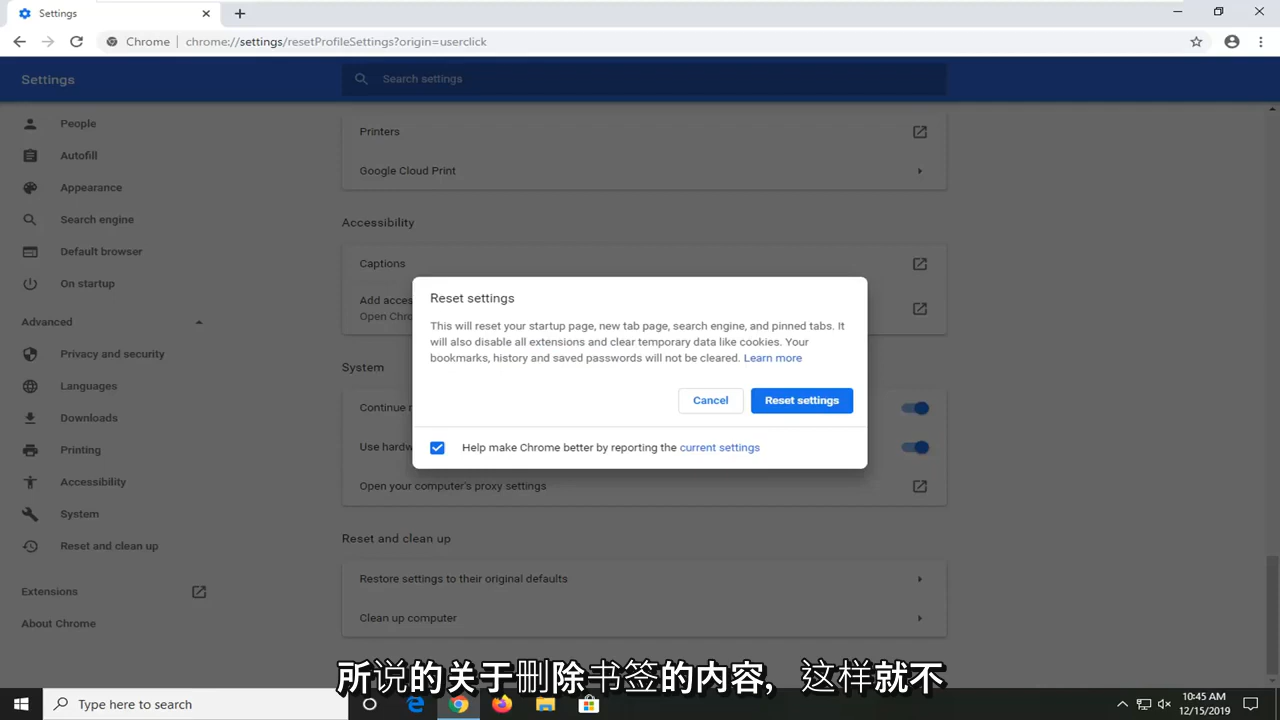 Settings
Chrome
chrome://settings/resetProfileSettings?origin=userclick
Settings
Search settings
People
Autofill
Appearance
Search engine
Default browser
On startup
Advanced
Privacy and security
Languages
Downloads
Printing
Accessibility
System
Reset and clean up
Extensions
About Chrome
Printers
Google Cloud Print
Accessibility
Captions
Add acce
Open Chro
System
Continue r
Use hardw
Open your computer's proxy settings
Reset and clean up
Restore settings to their original defaults
Clean up computer
Reset settings
This will reset your startup page, new tab page, search engine, and pinned tabs. It
will also disable all extensions and clear temporary data like cookies. Your
bookmarks, history and saved passwords will not be cleared. Learn more
Cancel
Reset settings
Help make Chrome better by reporting the current settings
所说的关于删除书签的内容，这样就不
Type here to search
10:45 AM
12/15/2019